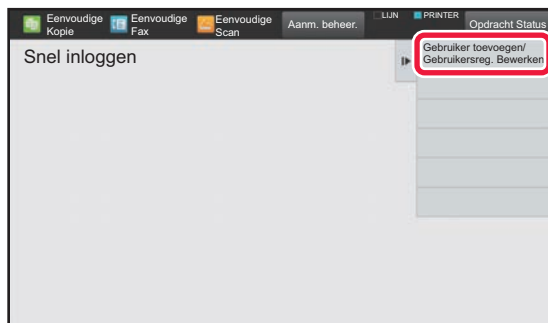 Eenvoudige
Kopie
Eenvoudige
Fax
Eenvoudige
Scan
Aanm. beheer.
LIJN
PRINTER
Opdracht Status
Snel inloggen
Gebruiker toevoegen/
Gebruikersreg. Bewerken